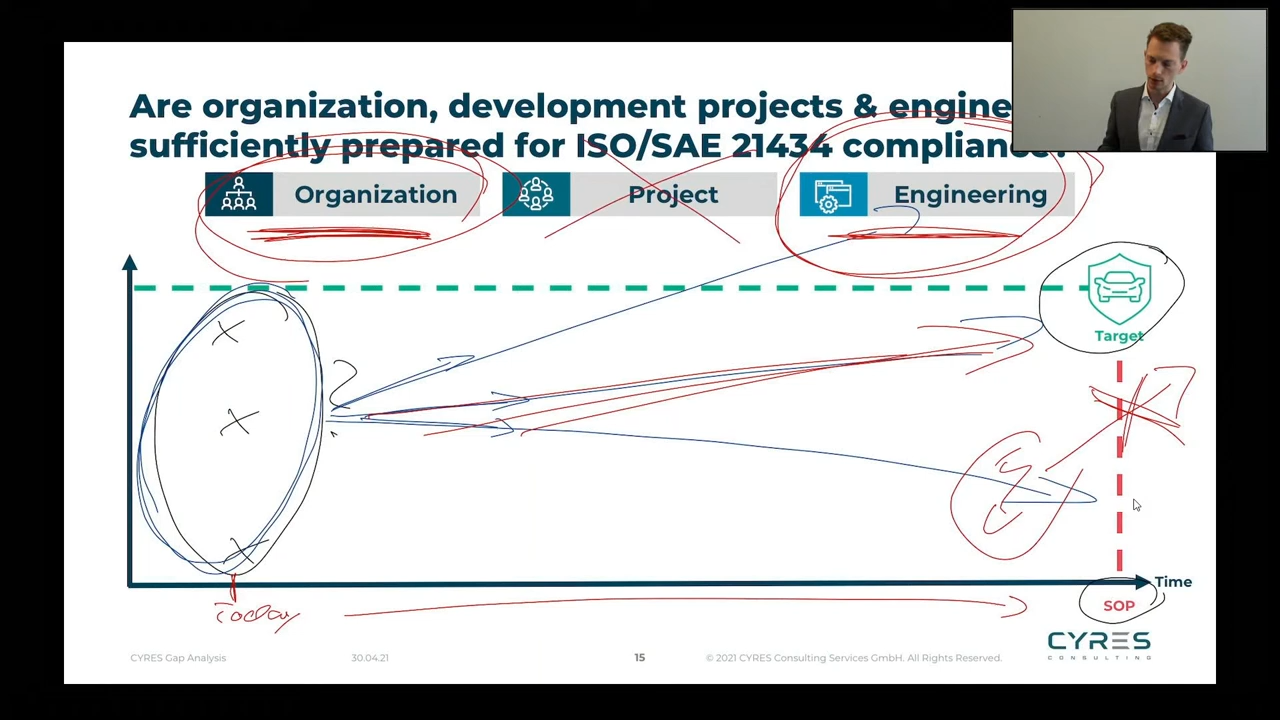 Are organization, development projects & engine
sufficiently prepared for ISO/SAE 21434 compliance?
Organization
Project
Engineering
?
Target
Today
Time
SOP
CYRES
CONSULTING
CYRES Gap Analysis
30.04.21
15
© 2021 CYRES Consulting Services GmbH. All Rights Reserved.